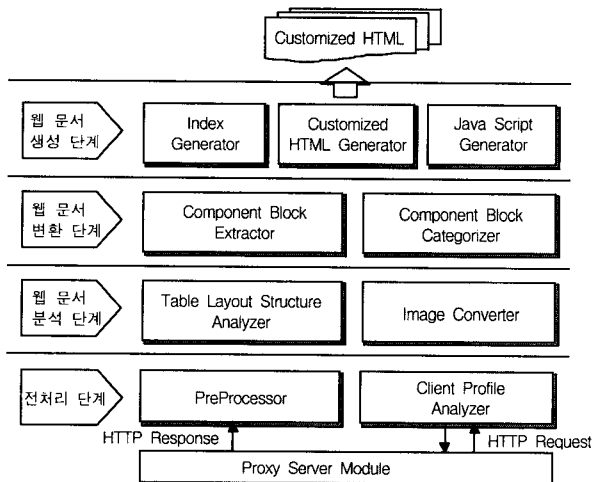 Customized HTML
웹 문서
생성 단계
Index
Generator
Customized
HTML Generator
Java Script
Generator
웹 문서
변환 단계
Component Block
Extractor
Component Block
Categorizer
웹 문서
분석 단계
Table Layout Structure
Analyzer
Image Converter
전처리 단계
PreProcessor
Client Profile
Analyzer
HTTP Response
HTTP Request
Proxy Server Module